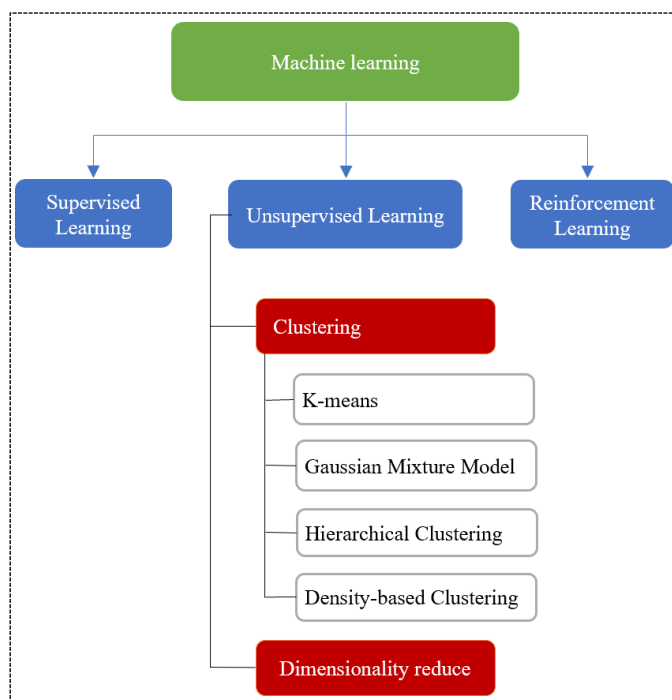 Machine learning
Supervised
Learning
Unsupervised Learning
Reinforcement
Learning
Clustering
K-means
Gaussian Mixture Model
Hierarchical Clustering
Density-based Clustering
Dimensionality reduce